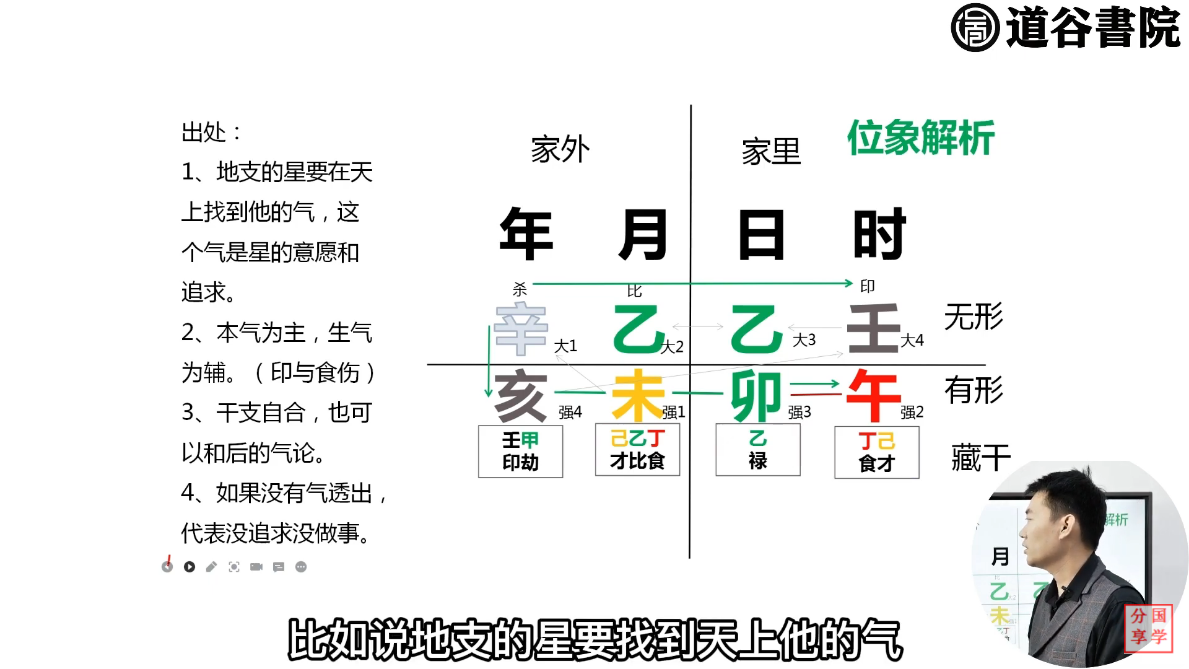 道谷書院
出处：
1、地支的星要在天
上找到他的气，这
个气是星的意愿和
追求。
2、本气为主，生气
为辅。（印与食伤）
3、干支自合，也可
以和后的气论。
4、如果没有气透出，
代表没追求没做事。
家外 家里 位象解析
年 月 日 时
杀 比 印
辛 乙 乙 壬 无形
大1 大2 大3 大4
亥 未 卯 午 有形
强4 强1 强3 强2
壬甲 己乙丁 乙 丁己
印劫 才比食 禄 食才 藏干
解析
月
乙
未
国学
分享
比如说地支的星要找到天上他的气